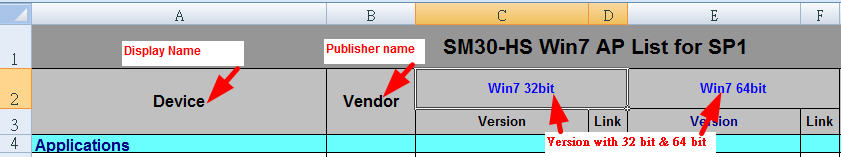 A B C D E F
1 Display Name Publisher name SM30-HS Win7 AP List for SP1
2 Device Vendor Win7 32bit Win7 64bit
3 Version Link Version Link
Version with 32 bit & 64 bit
4 Applications